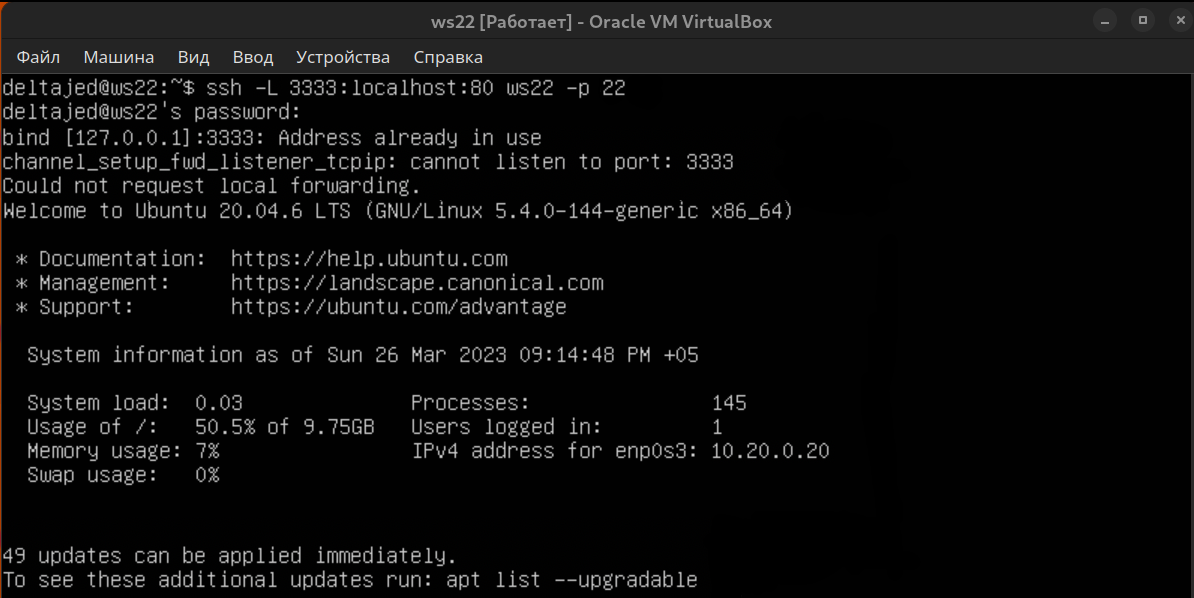 ws22 [Работает] - Oracle VM VirtualBox
Файл Машина Вид Ввод Устройства Справка
deltajed@ws22:~$ ssh -L 3333:localhost:80 ws22 -p 22
deltajed@ws22's password:
bind [127.0.0.1]:3333: Address already in use
channel_setup_fwd_listener_tcpip: cannot listen to port: 3333
Could not request local forwarding.
Welcome to Ubuntu 20.04.6 LTS (GNU/Linux 5.4.0-144-generic x86_64)
* Documentation: https://help.ubuntu.com
* Management: https://landscape.canonical.com
* Support: https://ubuntu.com/advantage
System information as of Sun 26 Mar 2023 09:14:48 PM +05
System load: 0.03 Processes: 145
Usage of /: 50.5% of 9.75GB Users logged in: 1
Memory usage: 7% IPv4 address for enp0s3: 10.20.0.20
Swap usage: 0%
49 updates can be applied immediately.
To see these additional updates run: apt list --upgradable